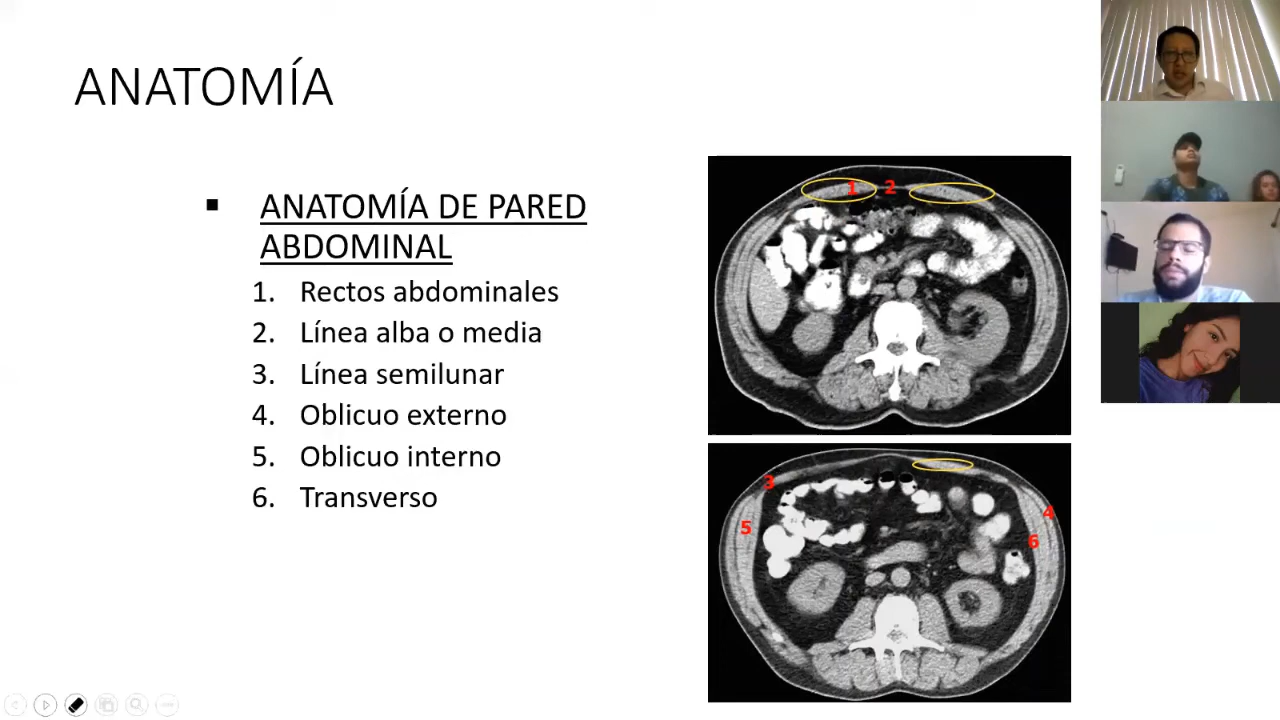 ANATOMÍA
▪ ANATOMÍA DE PARED
ABDOMINAL
1. Rectos abdominales
2. Línea alba o media
3. Línea semilunar
4. Oblicuo externo
5. Oblicuo interno
6. Transverso
1 2
3
4
5
6